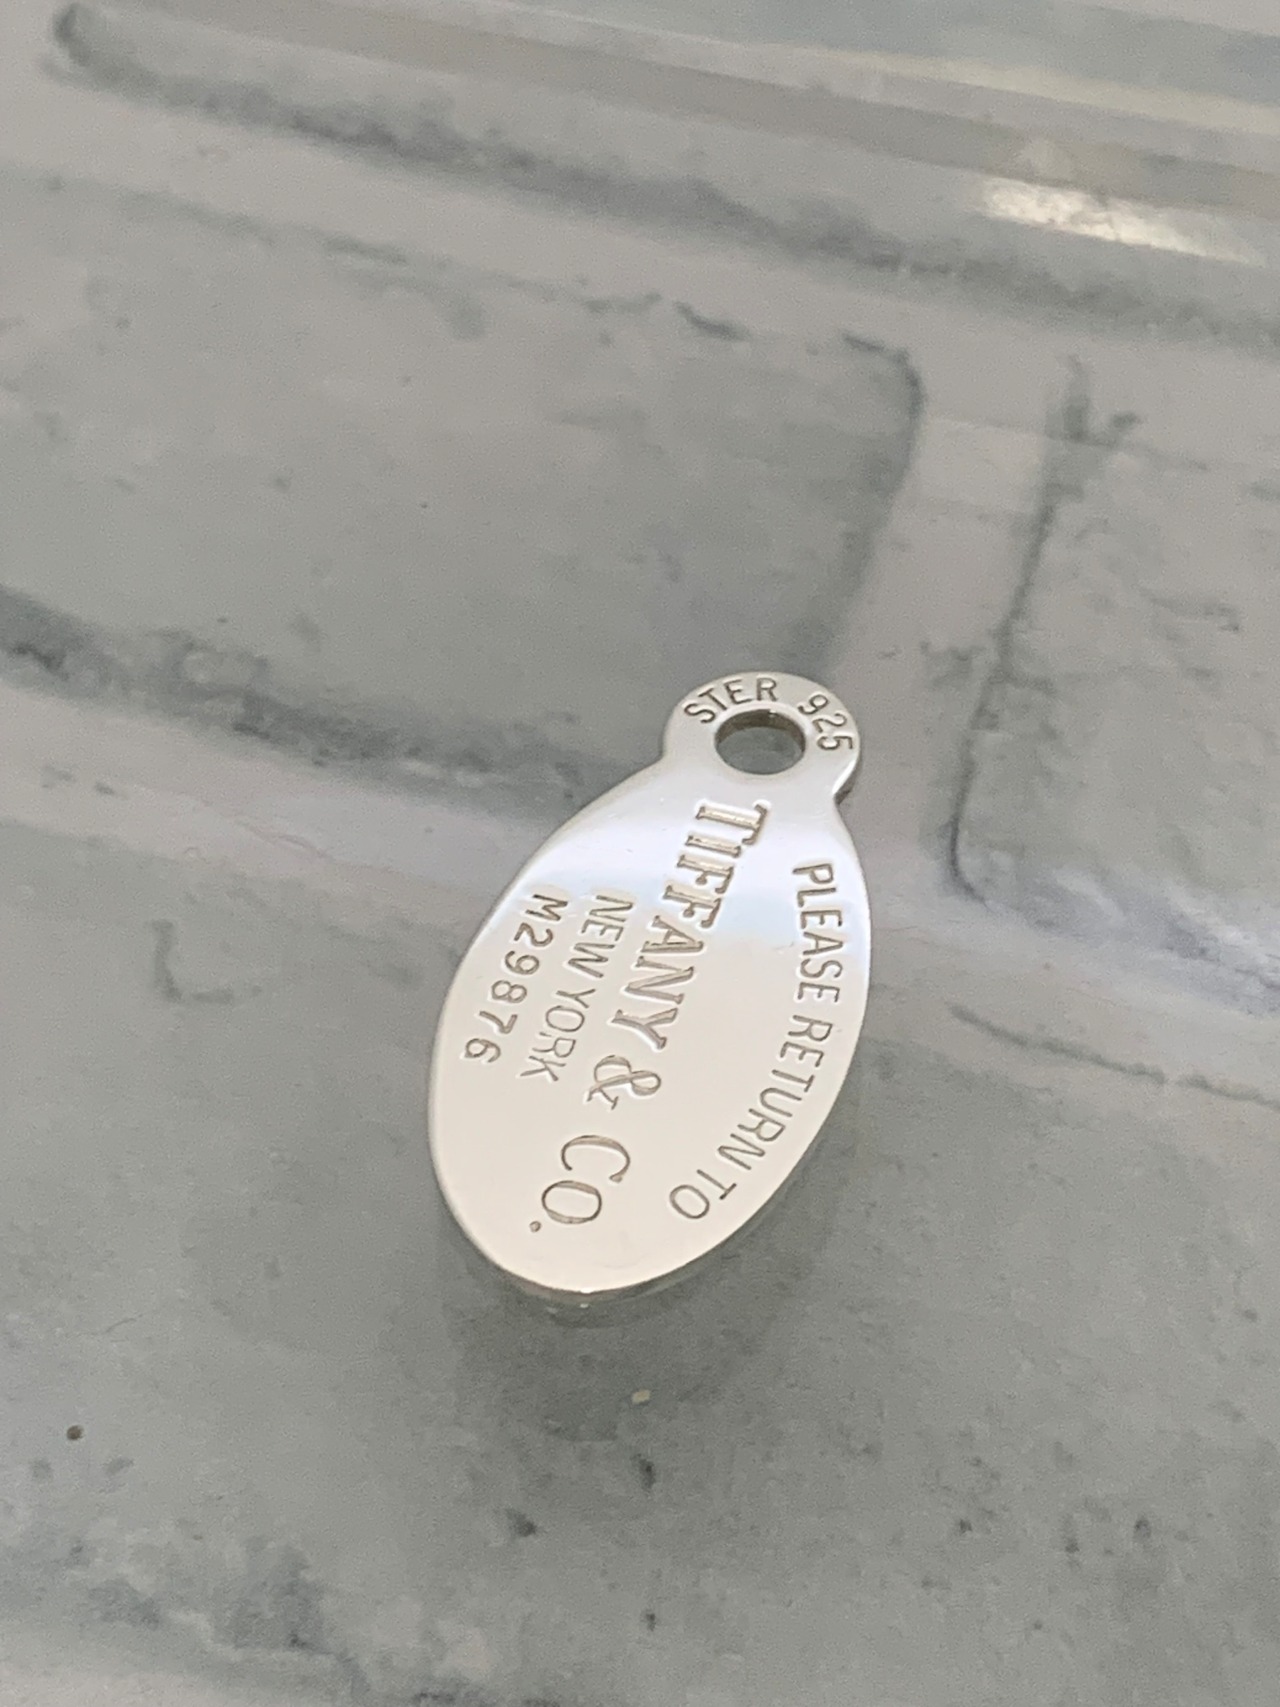 STER 925
PLEASE RETURN TO
TIFFANY & CO.
NEW YORK
M29876